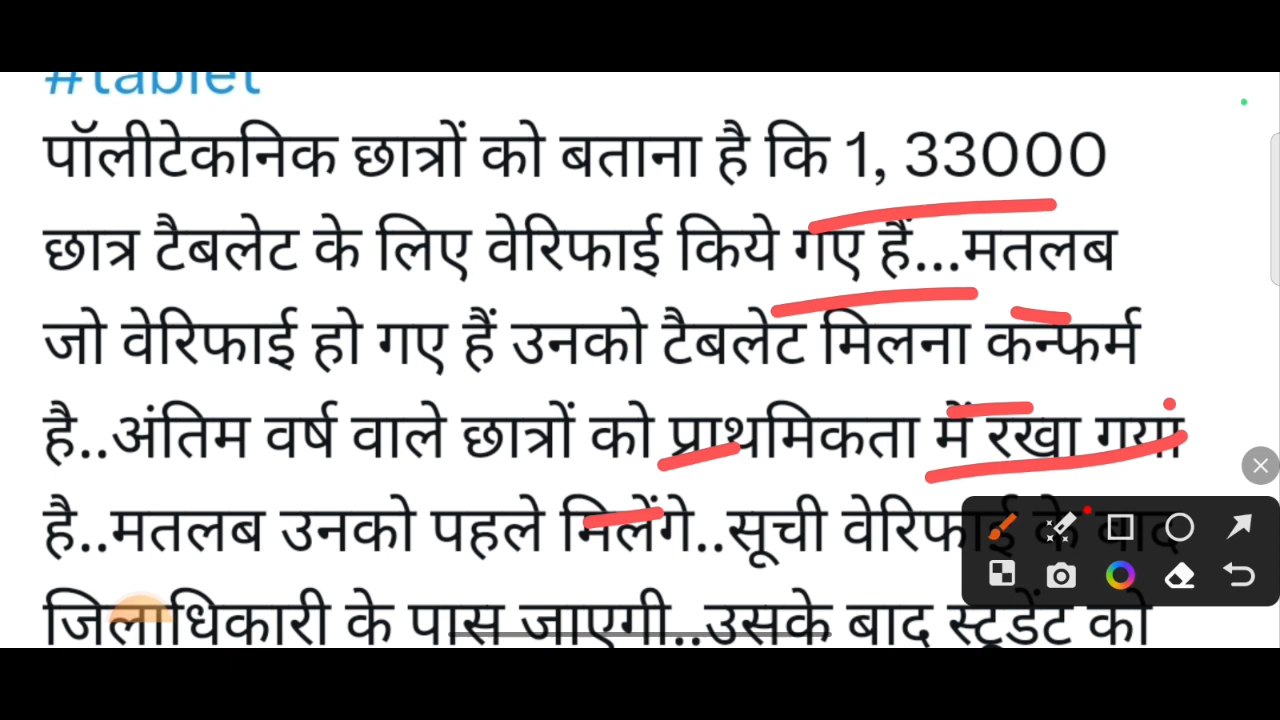 #tablet
पॉलीटेकनिक छात्रों को बताना है कि 1, 33000
छात्र टैबलेट के लिए वेरिफाई किये गए हैं...मतलब
जो वेरिफाई हो गए हैं उनको टैबलेट मिलना कन्फर्म
है..अंतिम वर्ष वाले छात्रों को प्राथमिकता में रखा गया
है..मतलब उनको पहले मिलेंगे..सूची वेरिफाई के बाद
जिलाधिकारी के पास जाएगी..उसके बाद स्टूडेंट को